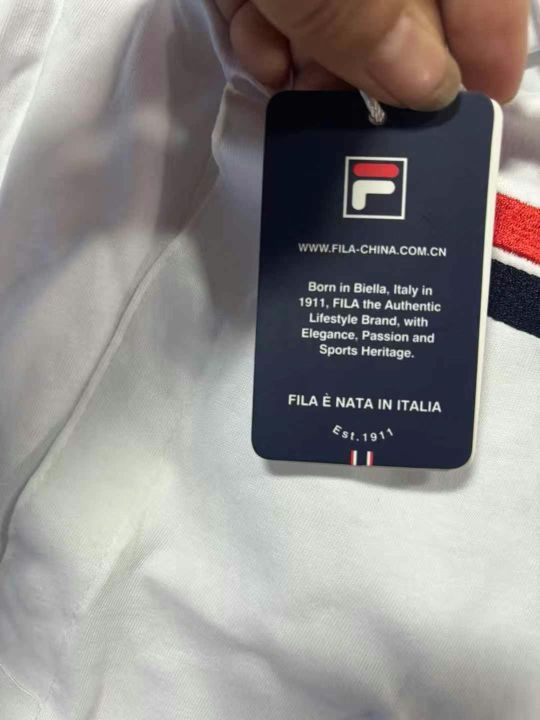 F
WWW.FILA-CHINA.COM.CN
Born in Biella, Italy in
1911, FILA the Authentic
Lifestyle Brand, with
Elegance, Passion and
Sports Heritage.
FILA È NATA IN ITALIA
Est.1911